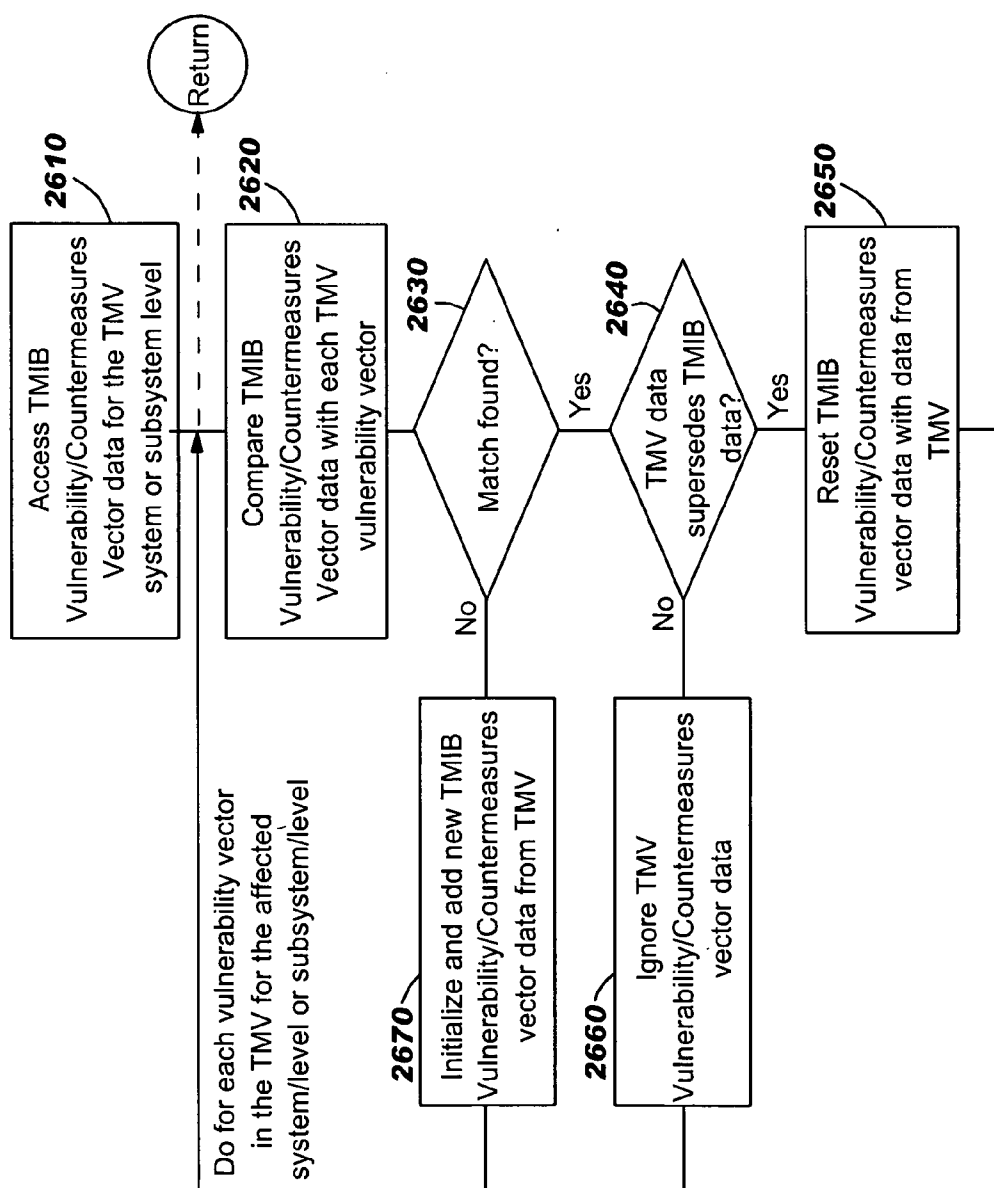 2610
Access TMIB
Vulnerability/Countermeasures
Vector data for the TMV
system or subsystem level
Return
Do for each vulnerability vector
in the TMV for the affected
system/level or subsystem/level
2620
Compare TMIB
Vulnerability/Countermeasures
Vector data with each TMV
vulnerability vector
2630
Match found?
No
Yes
2670
Initialize and add new TMIB
Vulnerability/Countermeasures
vector data from TMV
2640
TMV data
supersedes TMIB
data?
No
Yes
2660
Ignore TMV
Vulnerability/Countermeasures
vector data
2650
Reset TMIB
Vulnerability/Countermeasures
vector data with data from
TMV